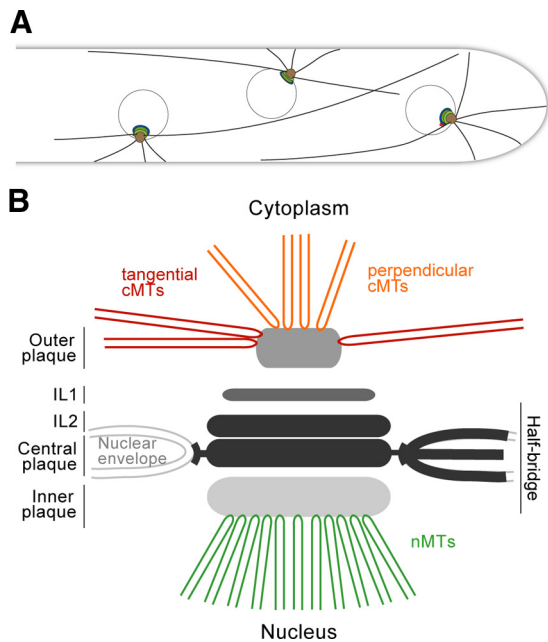 A
B
Cytoplasm
tangential
cMTs
perpendicular
cMTs
Outer
plaque
IL1
IL2
Nuclear
envelope
Central
plaque
Half-bridge
Inner
plaque
nMTs
Nucleus